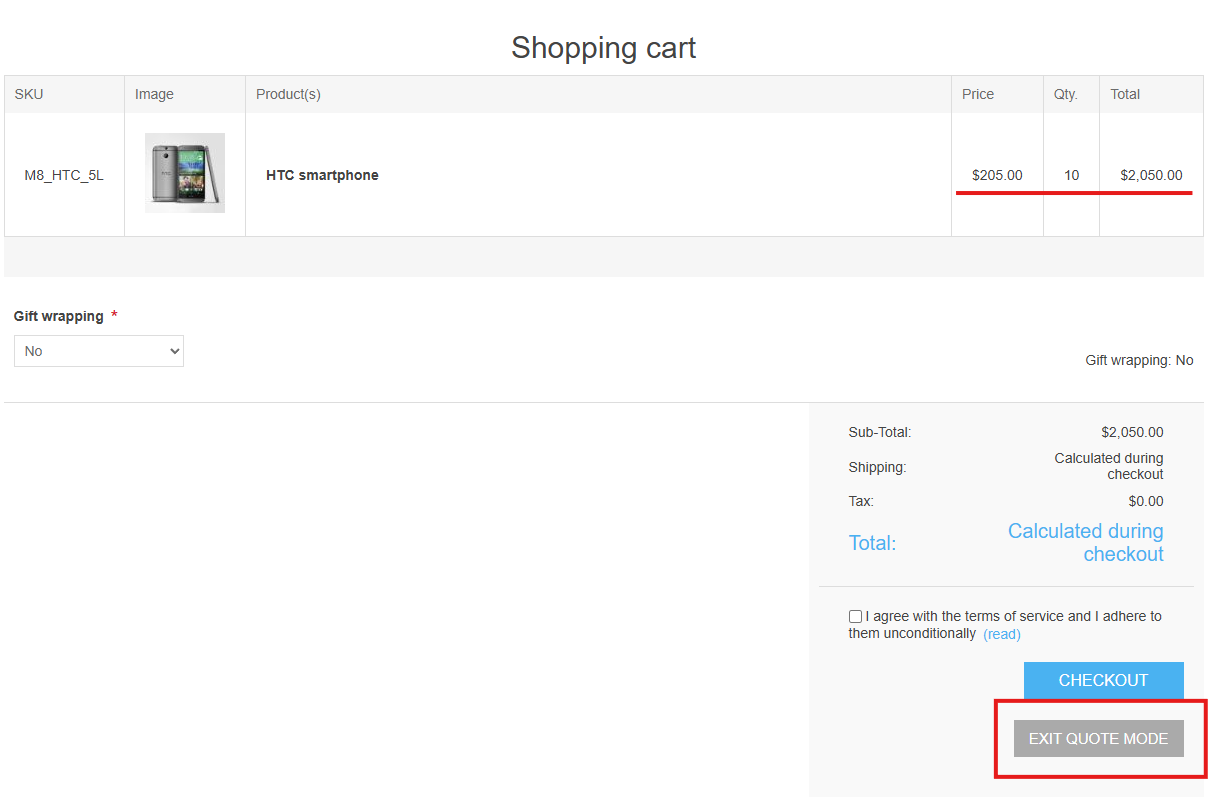 Shopping cart
SKU Image Product(s) Price Qty. Total
M8_HTC_5L HTC smartphone $205.00 10 $2,050.00
Gift wrapping *
No
Gift wrapping: No
Sub-Total: $2,050.00
Shipping: Calculated during
checkout
Tax: $0.00
Total: Calculated during
checkout
I agree with the terms of service and I adhere to
them unconditionally (read)
CHECKOUT
EXIT QUOTE MODE